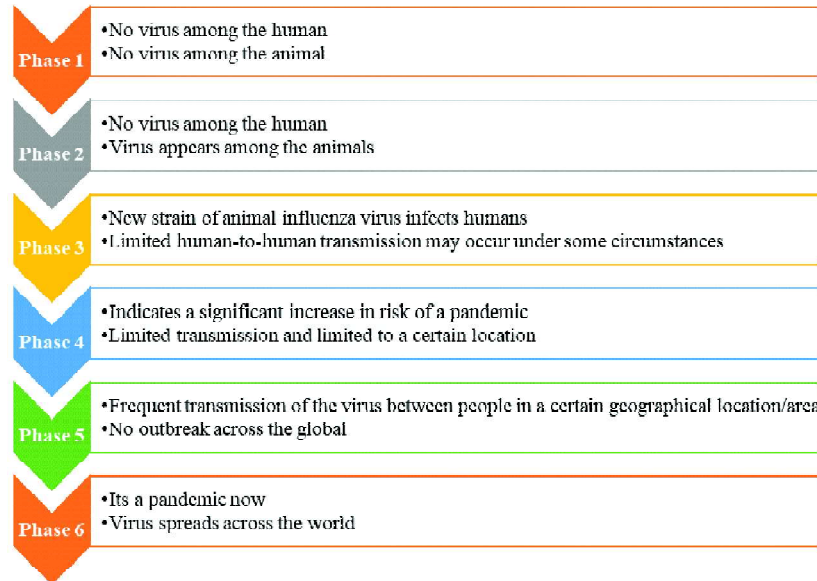 Phase 1
•No virus among the human
•No virus among the animal
Phase 2
•No virus among the human
•Virus appears among the animals
Phase 3
•New strain of animal influenza virus infects humans
•Limited human-to-human transmission may occur under some circumstances
Phase 4
•Indicates a significant increase in risk of a pandemic
•Limited transmission and limited to a certain location
Phase 5
•Frequent transmission of the virus between people in a certain geographical location/area
•No outbreak across the global
Phase 6
•Its a pandemic now
•Virus spreads across the world